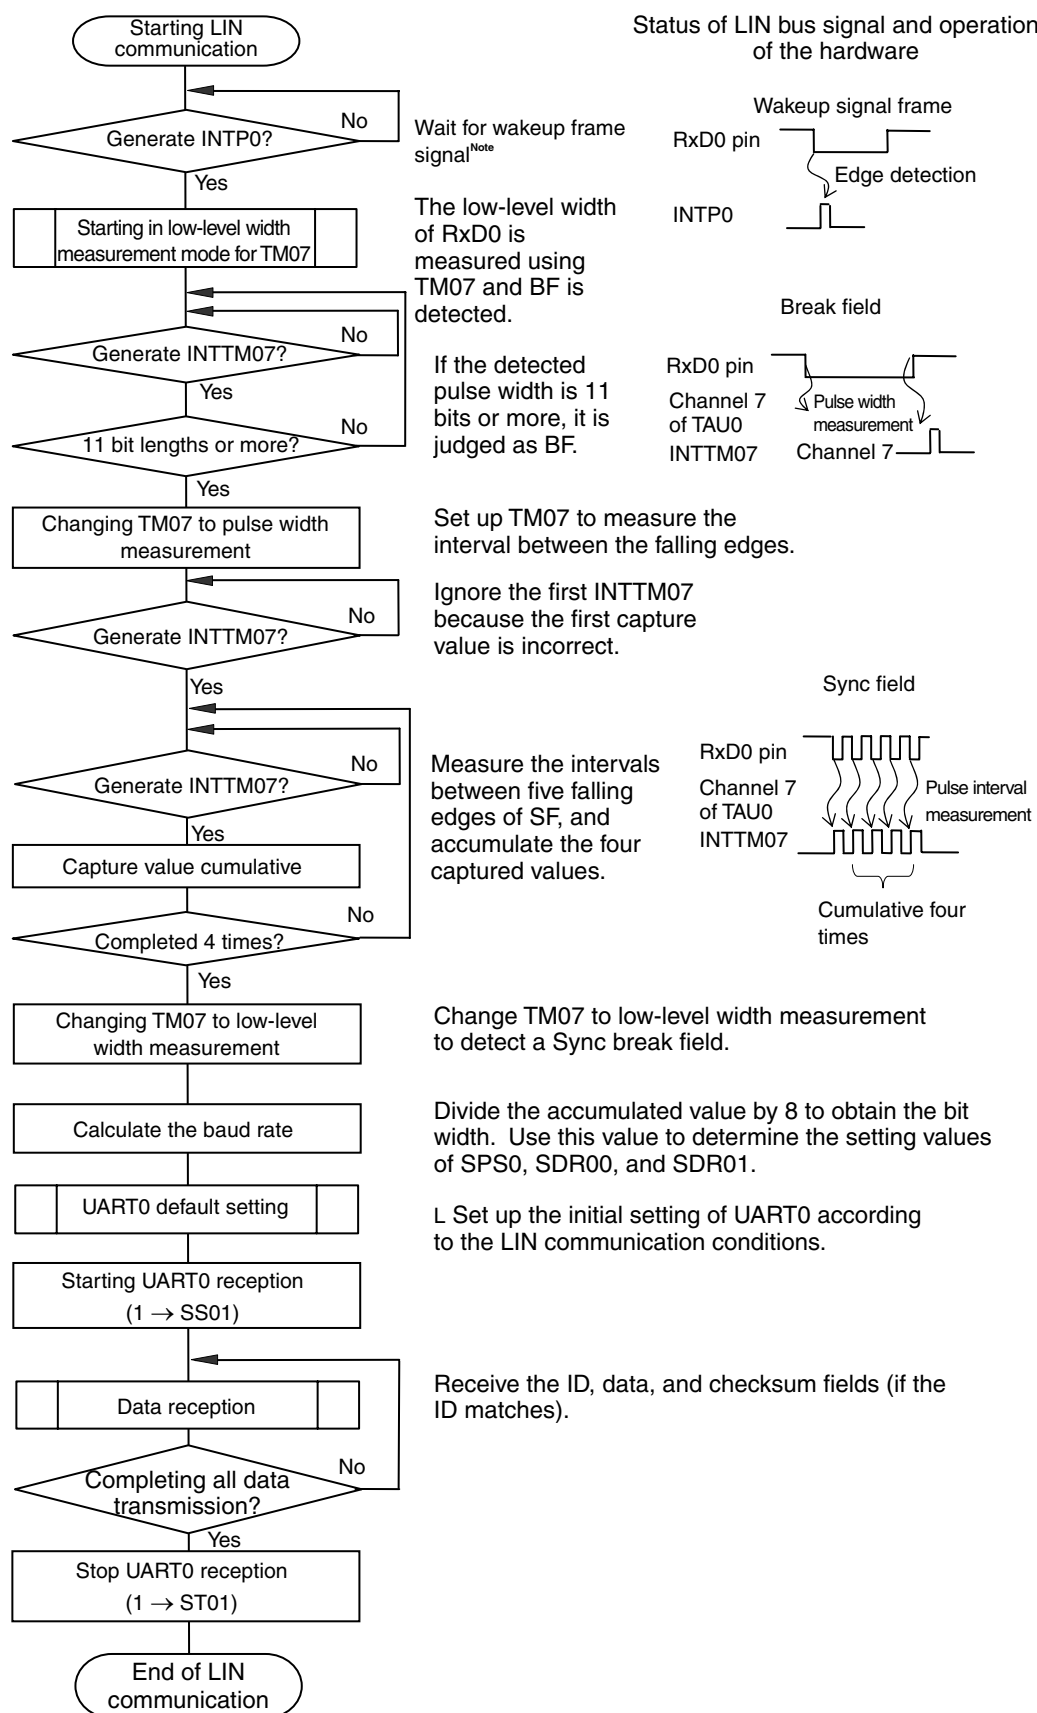 Starting LIN
communication
Status of LIN bus signal and operation
of the hardware
Generate INTP0?
No
Yes
Wait for wakeup frame
signalNote
Wakeup signal frame
RxD0 pin
Edge detection
INTP0
Starting in low-level width
measurement mode for TM07
The low-level width
of RxD0 is
measured using
TM07 and BF is
detected.
Generate INTTM07?
No
Yes
Break field
RxD0 pin
Channel 7
of TAU0
INTTM07
Pulse width
measurement
Channel 7
11 bit lengths or more?
No
Yes
If the detected
pulse width is 11
bits or more, it is
judged as BF.
Changing TM07 to pulse width
measurement
Set up TM07 to measure the
interval between the falling edges.
Generate INTTM07?
No
Yes
Ignore the first INTTM07
because the first capture
value is incorrect.
Sync field
RxD0 pin
Channel 7
of TAU0
INTTM07
Pulse interval
measurement
Cumulative four
times
Generate INTTM07?
No
Yes
Measure the intervals
between five falling
edges of SF, and
accumulate the four
captured values.
Capture value cumulative
Completed 4 times?
No
Yes
Changing TM07 to low-level
width measurement
Change TM07 to low-level width measurement
to detect a Sync break field.
Calculate the baud rate
Divide the accumulated value by 8 to obtain the bit
width.  Use this value to determine the setting values
of SPS0, SDR00, and SDR01.
UART0 default setting
L Set up the initial setting of UART0 according
to the LIN communication conditions.
Starting UART0 reception
(1 → SS01)
Data reception
Receive the ID, data, and checksum fields (if the
ID matches).
Completing all data
transmission?
No
Yes
Stop UART0 reception
(1 → ST01)
End of LIN
communication